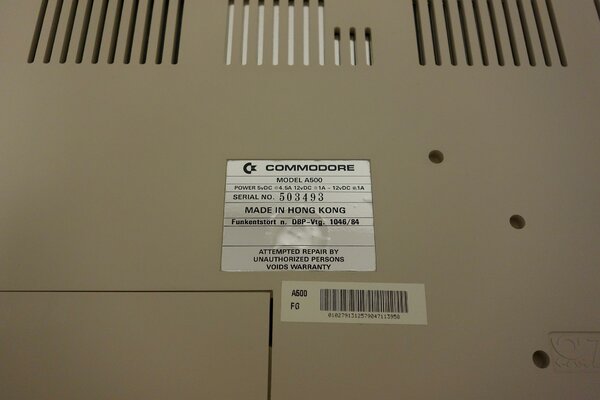 COMMODORE
MODEL A500
POWER 5vDC @4.5A 12vDC @1A - 12vDC @.1A
SERIAL NO. 503493
MADE IN HONG KONG
Funkentstort n. DBP-Vtg. 1046/84
ATTEMPTED REPAIR BY
UNAUTHORIZED PERSONS
VOIDS WARRANTY
A500
FG